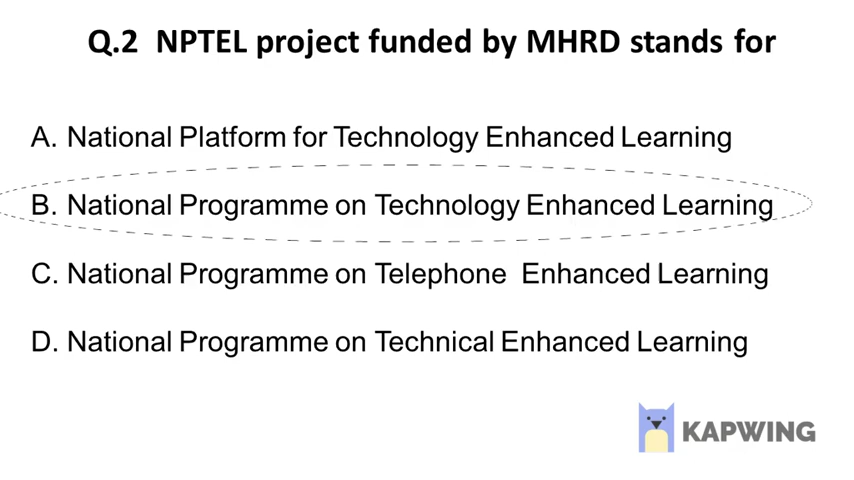 Q.2 NPTEL project funded by MHRD stands for
A. National Platform for Technology Enhanced Learning
B. National Programme on Technology Enhanced Learning
C. National Programme on Telephone Enhanced Learning
D. National Programme on Technical Enhanced Learning
KAPWING